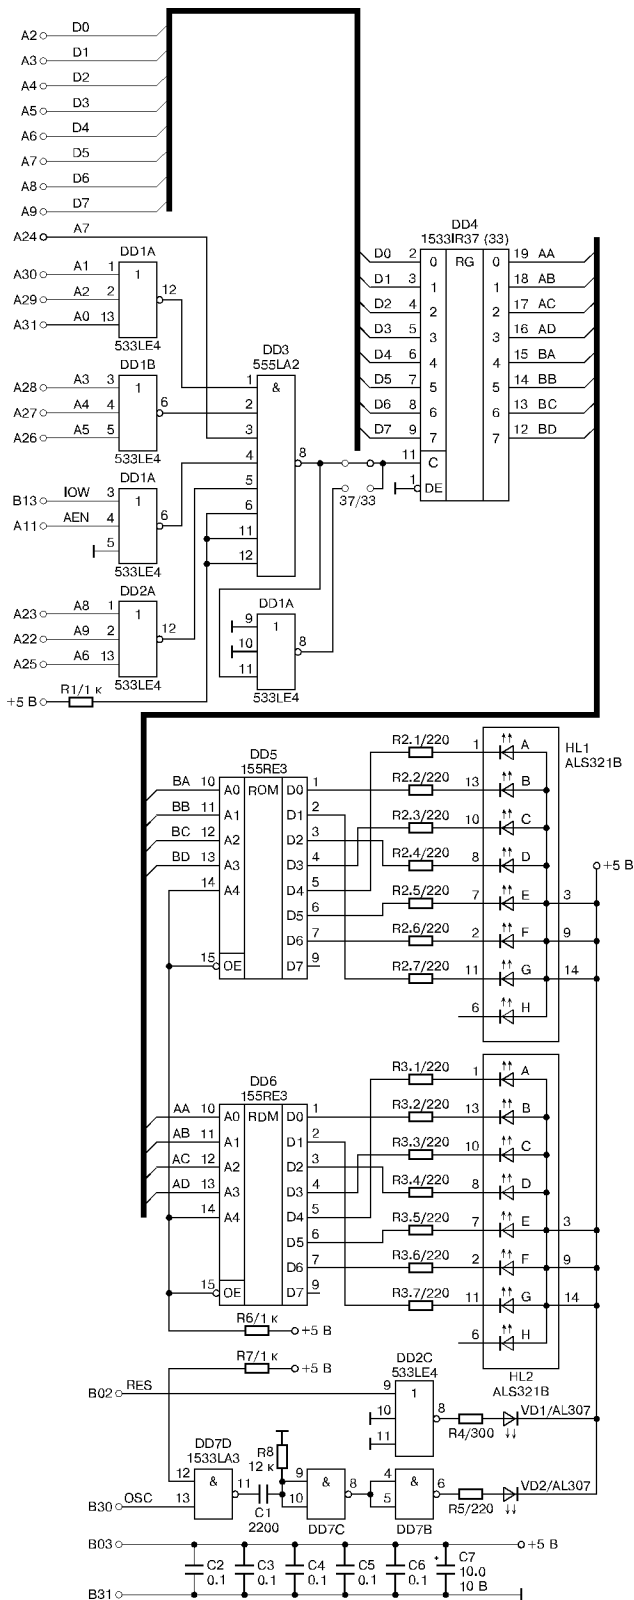 A2 D0
A3 D1
A4 D2
A5 D3
A6 D4
A7 D5
A8 D6
A9 D7
A24 A7
DD1A
A30 A1 1 1 12
A29 A2 2
A31 A0 13
533LE4
DD1B
A28 A3 3 1
A27 A4 4 6
A26 A5 5
533LE4
DD1A
B13 IOW 3 1
A11 AEN 4 6
5
533LE4
DD2A
A23 A8 1 1
A22 A9 2 12
A25 A6 13
533LE4
+5 В R1/1 к
DD3
555LA2
1 &
2
3
4 8
5
6
11
12
37/33
DD1A
9 1
10 8
11
533LE4
DD4
1533IR37 (33)
D0 2 0 RG 0 19 AA
D1 3 1 1 18 AB
D2 4 2 2 17 AC
D3 5 3 3 16 AD
D4 6 4 4 15 BA
D5 7 5 5 14 BB
D6 8 6 6 13 BC
D7 9 7 7 12 BD
11 C
1 DE
DD5
155RE3
BA 10 A0 ROM D0 1
BB 11 A1 D1 2
BC 12 A2 D2 3
BD 13 A3 D3 4
14 A4 D4 5
D5 6
D6 7
15 OE D7 9
R2.1/220 1 A
R2.2/220 13 B
R2.3/220 10 C
R2.4/220 8 D
R2.5/220 7 E 3
R2.6/220 2 F 9
R2.7/220 11 G 14
6 H
HL1
ALS321B
+5 В
DD6
155RE3
AA 10 A0 RDM D0 1
AB 11 A1 D1 2
AC 12 A2 D2 3
AD 13 A3 D3 4
14 A4 D4 5
D5 6
D6 7
15 OE D7 9
R3.1/220 1 A
R3.2/220 13 B
R3.3/220 10 C
R3.4/220 8 D
R3.5/220 7 E 3
R3.6/220 2 F 9
R3.7/220 11 G 14
6 H
HL2
ALS321B
R6/1 к +5 В
R7/1 к +5 В
DD2C
533LE4
B02 RES 9 1
10 8
11
R4/300 VD1/AL307
DD7D
1533LA3
12 &
B30 OSC 13 11
C1
2200
R8
12 к
9 & 8
10
DD7C
4 & 6
5
DD7B
R5/220 VD2/AL307
B03 +5 В
C2
0.1
C3
0.1
C4
0.1
C5
0.1
C6
0.1
+ C7
10.0
10 В
B31